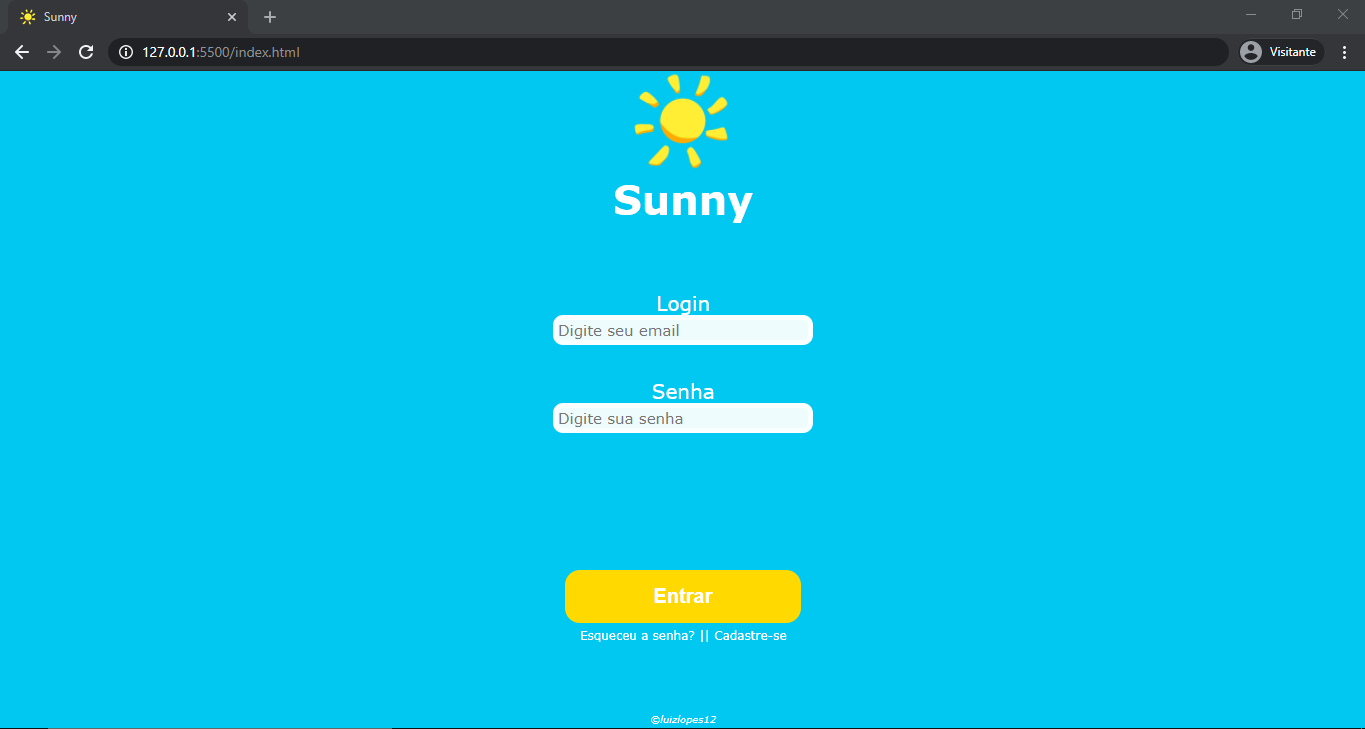 Sunny
127.0.0.1:5500/index.html
Visitante
Sunny
Login
Digite seu email
Senha
Digite sua senha
Entrar
Esqueceu a senha? || Cadastre-se
©luizlopes12